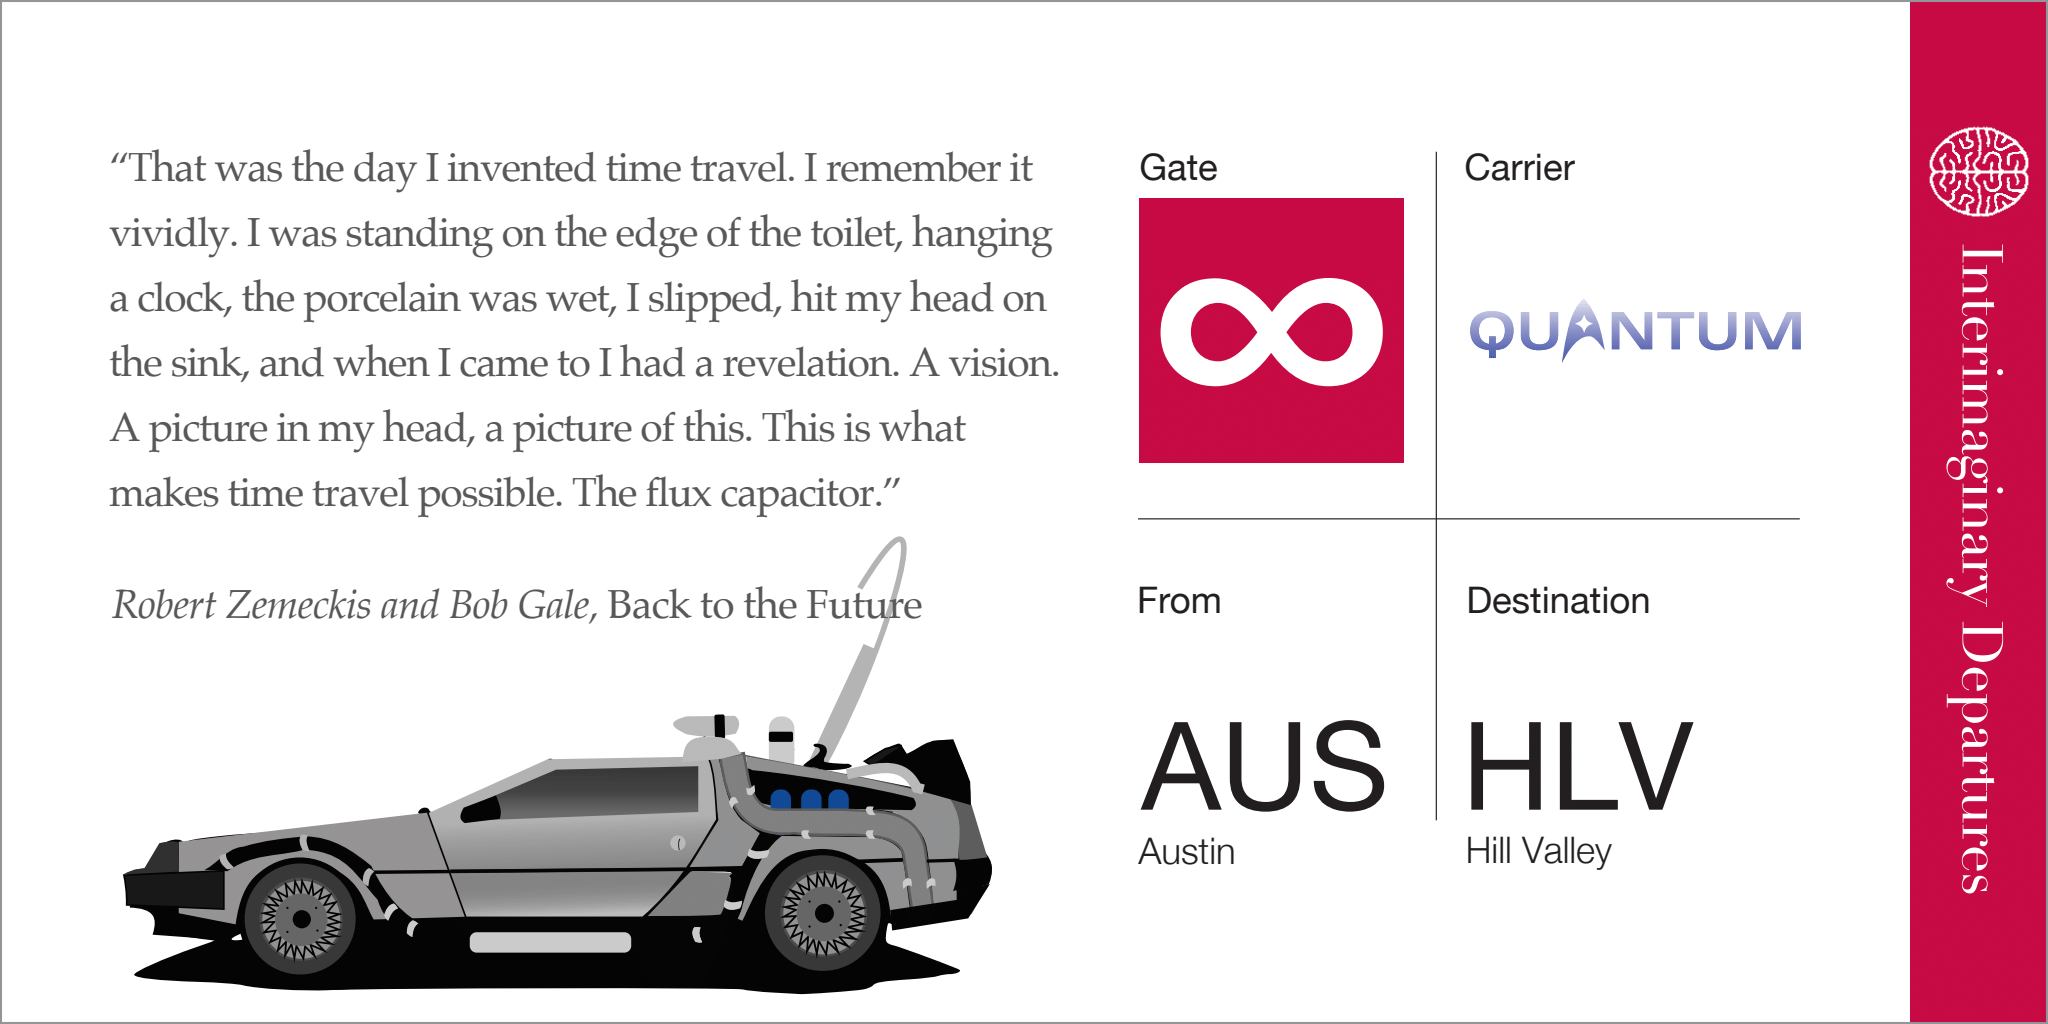 “That was the day I invented time travel. I remember it
vividly. I was standing on the edge of the toilet, hanging
a clock, the porcelain was wet, I slipped, hit my head on
the sink, and when I came to I had a revelation. A vision.
A picture in my head, a picture of this. This is what
makes time travel possible. The flux capacitor.”
Robert Zemeckis and Bob Gale, Back to the Future
Gate
Carrier
QUANTUM
From
Destination
AUS
HLV
Austin
Hill Valley
Interimaginary Departures